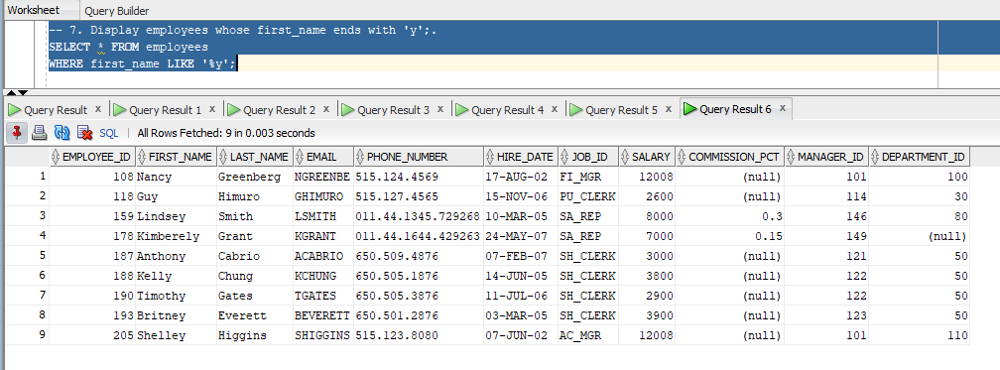 Worksheet Query Builder
-- 7. Display employees whose first_name ends with 'y';.
SELECT * FROM employees
WHERE first_name LIKE '%y';
Query Result x Query Result 1 x Query Result 2 x Query Result 3 x Query Result 4 x Query Result 5 x Query Result 6 x
SQL | All Rows Fetched: 9 in 0.003 seconds
EMPLOYEE_ID FIRST_NAME LAST_NAME EMAIL PHONE_NUMBER HIRE_DATE JOB_ID SALARY COMMISSION_PCT MANAGER_ID DEPARTMENT_ID
1 108 Nancy Greenberg NGREENBE 515.124.4569 17-AUG-02 FI_MGR 12008 (null) 101 100
2 118 Guy Himuro GHIMURO 515.127.4565 15-NOV-06 PU_CLERK 2600 (null) 114 30
3 159 Lindsey Smith LSMITH 011.44.1345.729268 10-MAR-05 SA_REP 8000 0.3 146 80
4 178 Kimberely Grant KGRANT 011.44.1644.429263 24-MAY-07 SA_REP 7000 0.15 149 (null)
5 187 Anthony Cabrio ACABRIO 650.509.4876 07-FEB-07 SH_CLERK 3000 (null) 121 50
6 188 Kelly Chung KCHUNG 650.505.1876 14-JUN-05 SH_CLERK 3800 (null) 122 50
7 190 Timothy Gates TGATES 650.505.3876 11-JUL-06 SH_CLERK 2900 (null) 122 50
8 193 Britney Everett BEVERETT 650.501.2876 03-MAR-05 SH_CLERK 3900 (null) 123 50
9 205 Shelley Higgins SHIGGINS 515.123.8080 07-JUN-02 AC_MGR 12008 (null) 101 110